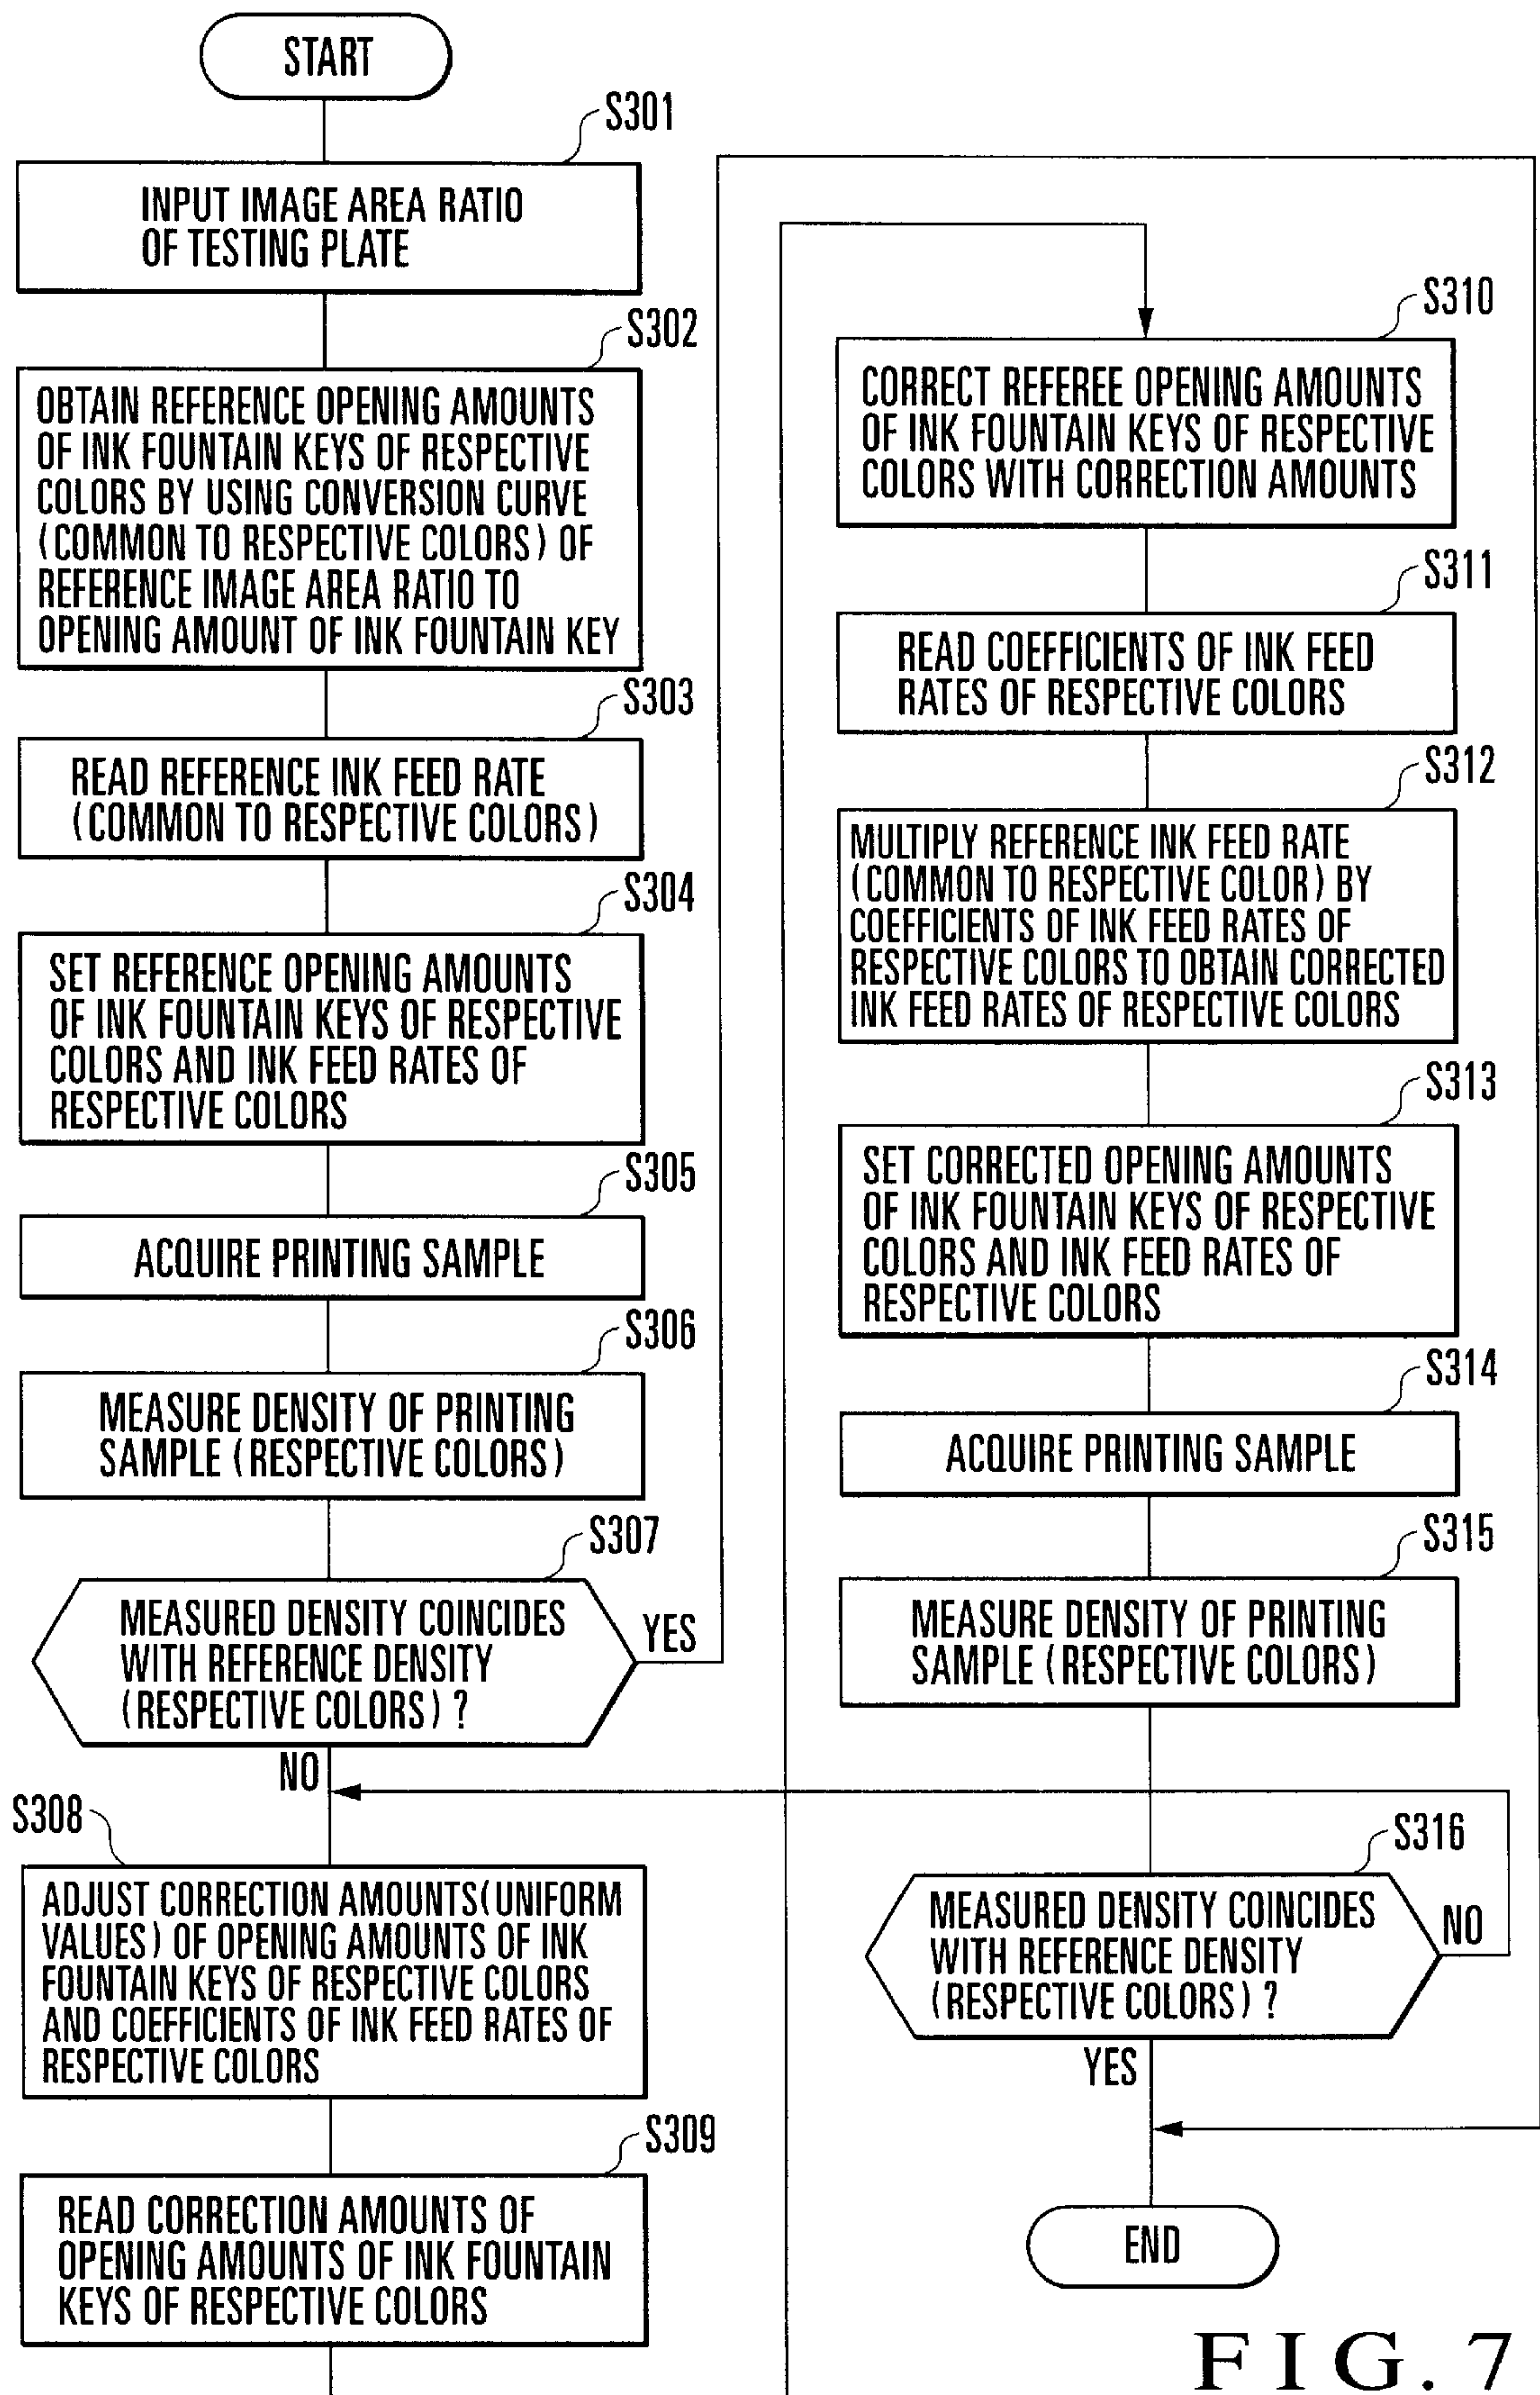 START
S301
INPUT IMAGE AREA RATIO
OF TESTING PLATE
S302
OBTAIN REFERENCE OPENING AMOUNTS
OF INK FOUNTAIN KEYS OF RESPECTIVE
COLORS BY USING CONVERSION CURVE
(COMMON TO RESPECTIVE COLORS) OF
REFERENCE IMAGE AREA RATIO TO
OPENING AMOUNT OF INK FOUNTAIN KEY
S303
READ REFERENCE INK FEED RATE
(COMMON TO RESPECTIVE COLORS)
S304
SET REFERENCE OPENING AMOUNTS
OF INK FOUNTAIN KEYS OF RESPECTIVE
COLORS AND INK FEED RATES OF
RESPECTIVE COLORS
S305
ACQUIRE PRINTING SAMPLE
S306
MEASURE DENSITY OF PRINTING
SAMPLE (RESPECTIVE COLORS)
S307
MEASURED DENSITY COINCIDES
WITH REFERENCE DENSITY
(RESPECTIVE COLORS) ?
YES
NO
S308
ADJUST CORRECTION AMOUNTS(UNIFORM
VALUES) OF OPENING AMOUNTS OF INK
FOUNTAIN KEYS OF RESPECTIVE COLORS
AND COEFFICIENTS OF INK FEED RATES OF
RESPECTIVE COLORS
S309
READ CORRECTION AMOUNTS OF
OPENING AMOUNTS OF INK FOUNTAIN
KEYS OF RESPECTIVE COLORS
S310
CORRECT REFEREE OPENING AMOUNTS
OF INK FOUNTAIN KEYS OF RESPECTIVE
COLORS WITH CORRECTION AMOUNTS
S311
READ COEFFICIENTS OF INK FEED
RATES OF RESPECTIVE COLORS
S312
MULTIPLY REFERENCE INK FEED RATE
(COMMON TO RESPECTIVE COLOR) BY
COEFFICIENTS OF INK FEED RATES OF
RESPECTIVE COLORS TO OBTAIN CORRECTED
INK FEED RATES OF RESPECTIVE COLORS
S313
SET CORRECTED OPENING AMOUNTS
OF INK FOUNTAIN KEYS OF RESPECTIVE
COLORS AND INK FEED RATES OF
RESPECTIVE COLORS
S314
ACQUIRE PRINTING SAMPLE
S315
MEASURE DENSITY OF PRINTING
SAMPLE (RESPECTIVE COLORS)
S316
MEASURED DENSITY COINCIDES
WITH REFERENCE DENSITY
(RESPECTIVE COLORS) ?
NO
YES
END
FIG. 7